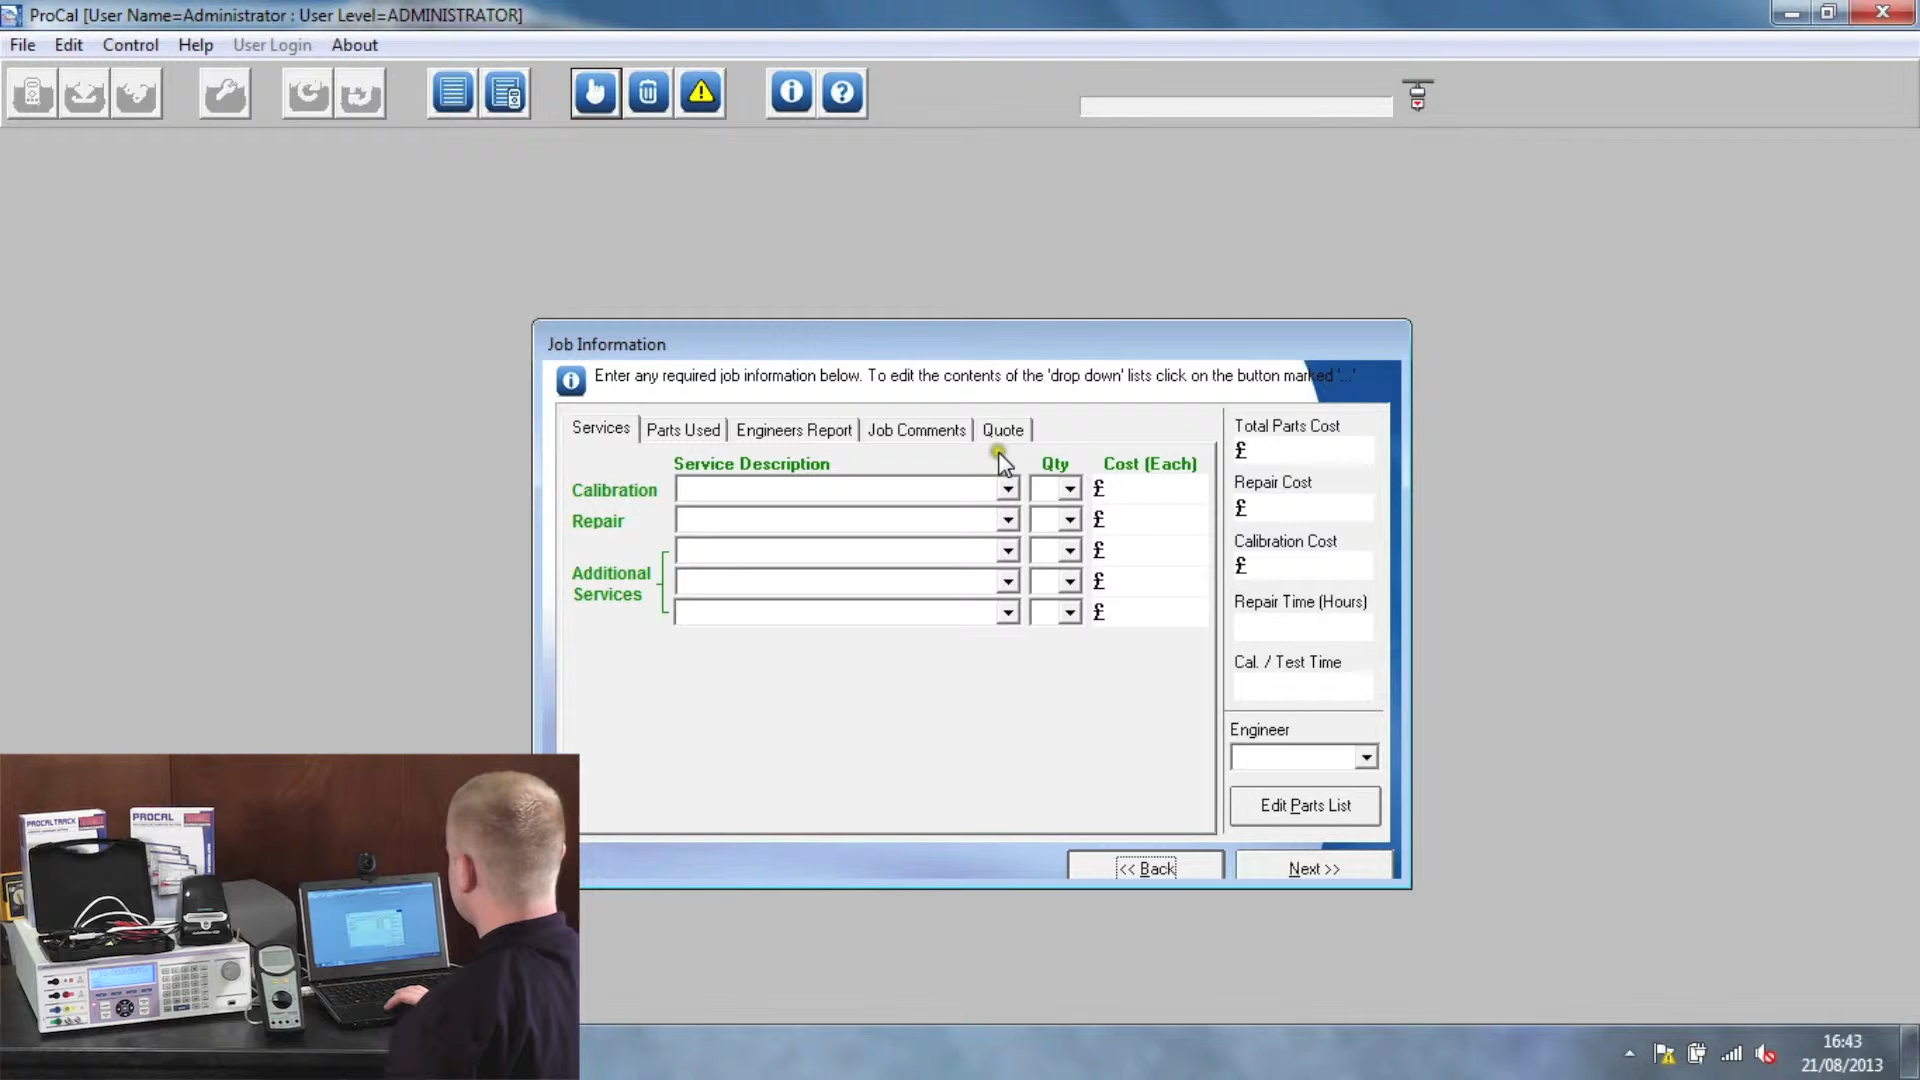 ProCal [User Name=Administrator : User Level=ADMINISTRATOR]
File Edit Control Help User Login About
Job Information
Enter any required job information below. To edit the contents of the 'drop down' lists click on the button marked '...'
Services Parts Used Engineers Report Job Comments Quote
Service Description Qty Cost (Each)
Calibration £
Repair £
£
Additional Services £
£
Total Parts Cost
£
Repair Cost
£
Calibration Cost
£
Repair Time (Hours)
Cal. / Test Time
Engineer
Edit Parts List
<< Back Next >>
PROCALTRACK
PROCAL
16:43
21/08/2013